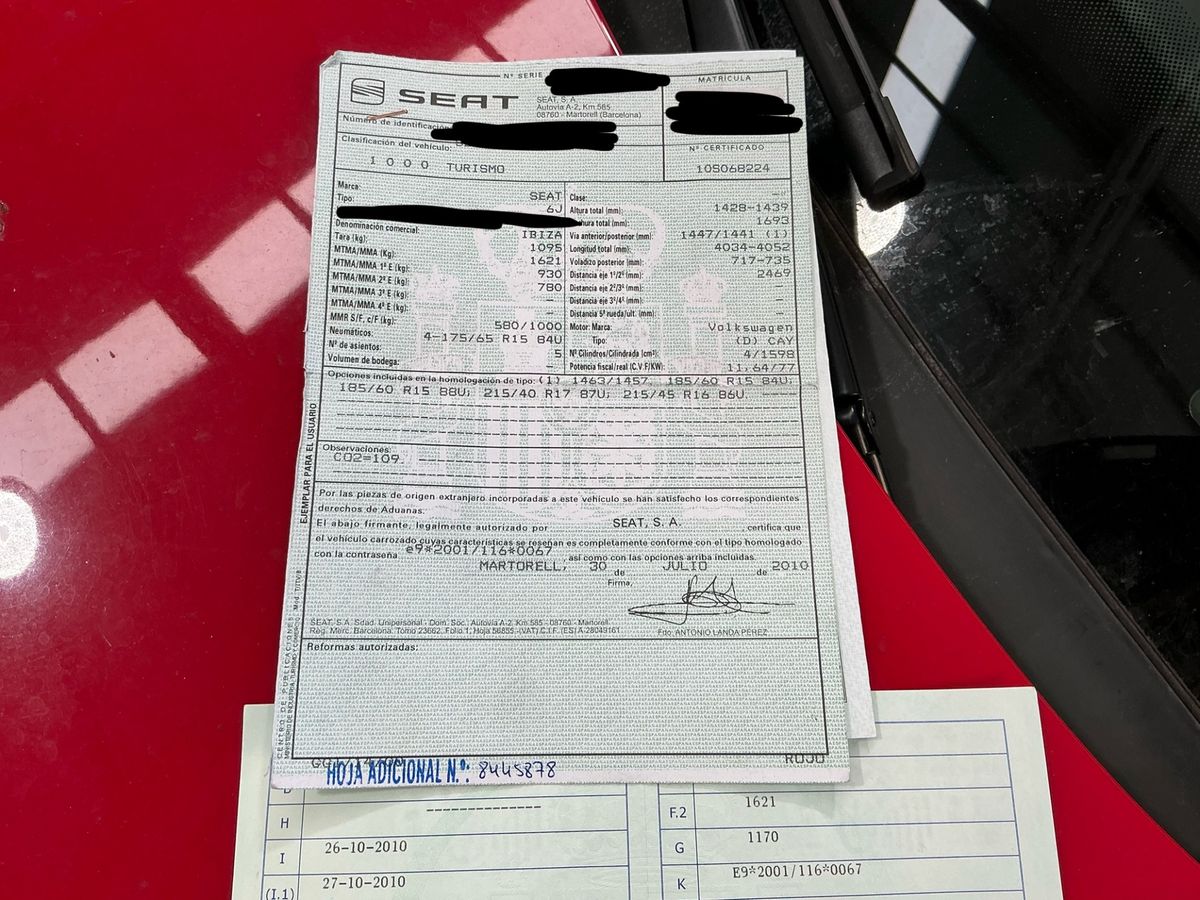 Nº SERIE
MATRÍCULA
SEAT
SEAT, S. A.
Autovía A-2, Km 585
08760 - Martorell (Barcelona)
Número de identificación
Clasificación del vehículo:
1000 TURISMO
Nº CERTIFICADO
10S068224
Marca: SEAT
Tipo: 6J
Denominación comercial: IBIZA
Tara (kg): 1095
MTMA/MMA (Kg): 1621
MTMA/MMA 1º E (kg): 930
MTMA/MMA 2º E (kg): 780
MTMA/MMA 3º E (kg): —
MTMA/MMA 4º E (kg): —
MMR S/F, c/F (kg): 580/1000
Neumáticos: 4-175/65 R15 84U
Nº de asientos: 5
Volumen de bodega: —
Clase: —
Altura total (mm): 1428-1439
total (mm): 1693
Vía anterior/posterior (mm): 1447/1441 (1)
Longitud total (mm): 4034-4052
Voladizo posterior (mm): 717-735
Distancia eje 1º/2º (mm): 2469
Distancia eje 2º/3º (mm): —
Distancia eje 3º/4º (mm): —
Distancia 5ª rueda/ult. (mm): —
Motor: Marca: Volkswagen
Tipo: (D) CAY
Nº Cilindros/Cilindrada (cm³): 4/1598
Potencia fiscal/real (C.V.F/KW): 11,64/77
Opciones incluidas en la homologación de tipo: (1) 1463/1457, 185/60 R15 84U;
185/60 R15 88U; 215/40 R17 87U; 215/45 R16 86U.
Observaciones:
CO2=109
Por las piezas de origen extranjero incorporadas a este vehículo se han satisfecho los correspondientes
derechos de Aduanas.
El abajo firmante, legalmente autorizado por SEAT, S. A. , certifica que
el vehículo carrozado cuyas características se reseñan es completamente conforme con el tipo homologado
con la contraseña e9*2001/116*0067 , así como con las opciones arriba incluidas.
MARTORELL, 30 de JULIO de 2010
Firma,
SEAT, S.A. Sdad. Unipersonal - Dom. Soc.: Autovía A-2, Km 585 - 08760 - Martorell
Reg. Merc. Barcelona, Tomo 23662, Folio 1, Hoja 56855 - (VAT) C.I.F. (ES) A-28049161
Fdo: ANTONIO LANDA PÉREZ
Reformas autorizadas:
EJEMPLAR PARA EL USUARIO
ROJO
HOJA ADICIONAL N.º: 8445878
H
I 26-10-2010
(I.1) 27-10-2010
F.2 1621
G 1170
K E9*2001/116*0067